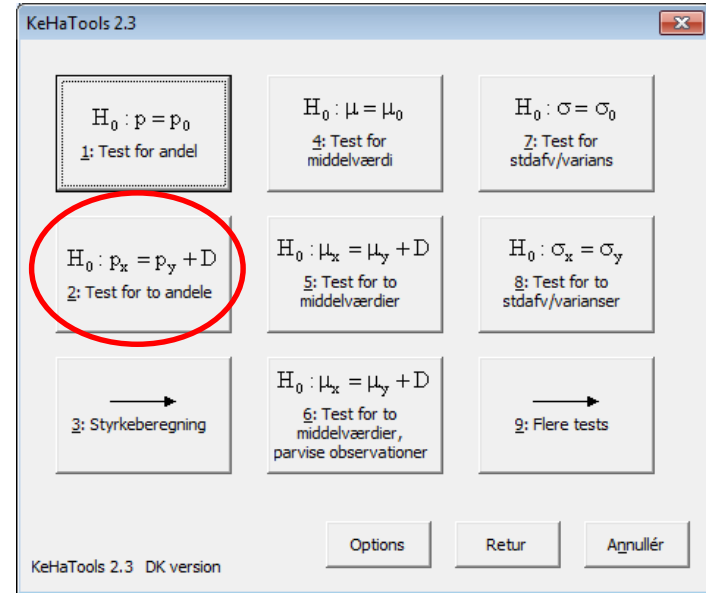 KeHaTools 2.3
H₀ : p = p₀
1: Test for andel
H₀ : μ = μ₀
4: Test for
middelværdi
H₀ : σ = σ₀
7: Test for
stdafv/varians
H₀ : pₓ = pᵧ + D
2: Test for to andele
H₀ : μₓ = μᵧ + D
5: Test for to
middelværdier
H₀ : σₓ = σᵧ
8: Test for to
stdafv/varianser
3: Styrkeberegning
H₀ : μₓ = μᵧ + D
6: Test for to
middelværdier,
parvise observationer
9: Flere tests
Options
Retur
Annullér
KeHaTools 2.3 DK version